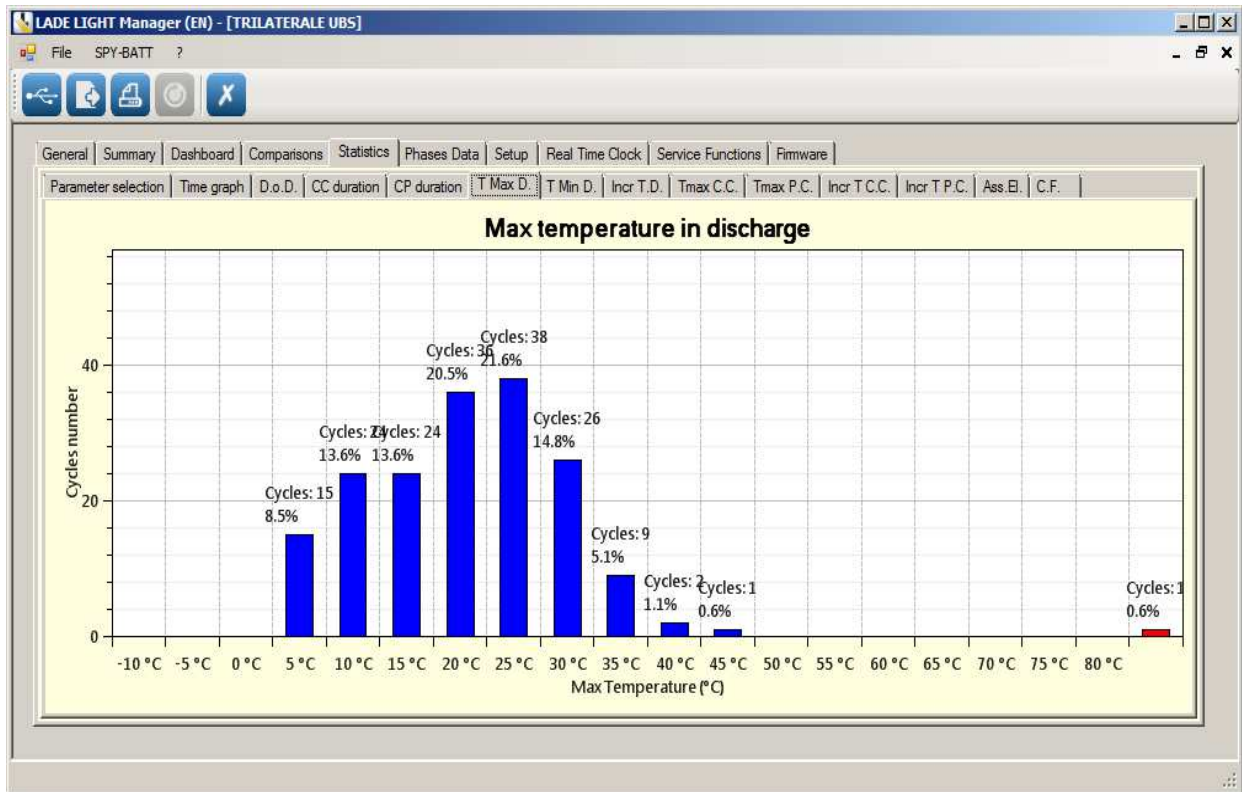 LADE LIGHT Manager (EN) - [TRILATERALE UBS]
File SPY-BATT ?
General Summary Dashboard Comparisons Statistics Phases Data Setup Real Time Clock Service Functions Firmware
Parameter selection Time graph D.o.D. CC duration CP duration T Max D. T Min D. Incr T.D. Tmax C.C. Tmax P.C. Incr T C.C. Incr T P.C. Ass.El. C.F.
Max temperature in discharge
Cycles number
40
20
0
Cycles: 15
8.5%
Cycles: 24
13.6%
Cycles: 24
13.6%
Cycles: 36
20.5%
Cycles: 38
21.6%
Cycles: 26
14.8%
Cycles: 9
5.1%
Cycles: 2
1.1%
Cycles: 1
0.6%
Cycles: 1
0.6%
-10 °C -5 °C 0 °C 5 °C 10 °C 15 °C 20 °C 25 °C 30 °C 35 °C 40 °C 45 °C 50 °C 55 °C 60 °C 65 °C 70 °C 75 °C 80 °C
Max Temperature (°C)